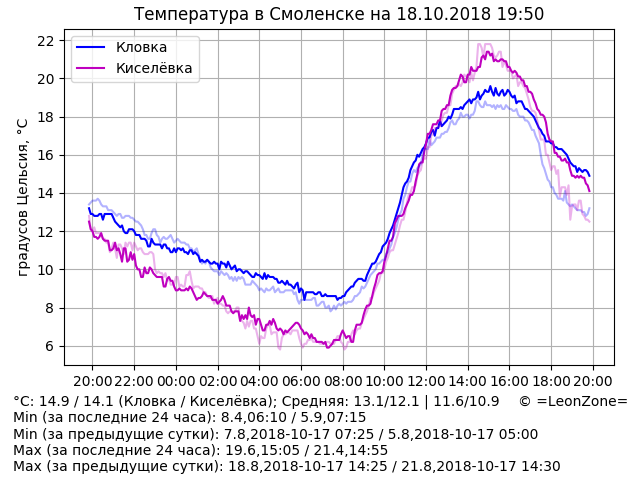 Температура в Смоленске на 18.10.2018 19:50
градусов Цельсия, °C
22
20
18
16
14
12
10
8
6
Кловка
Киселёвка
20:00 22:00 00:00 02:00 04:00 06:00 08:00 10:00 12:00 14:00 16:00 18:00 20:00
°C: 14.9 / 14.1 (Кловка / Киселёвка); Средняя: 13.1/12.1 | 11.6/10.9 © =LeonZone=
Min (за последние 24 часа): 8.4,06:10 / 5.9,07:15
Min (за предыдущие сутки): 7.8,2018-10-17 07:25 / 5.8,2018-10-17 05:00
Max (за последние 24 часа): 19.6,15:05 / 21.4,14:55
Max (за предыдущие сутки): 18.8,2018-10-17 14:25 / 21.8,2018-10-17 14:30